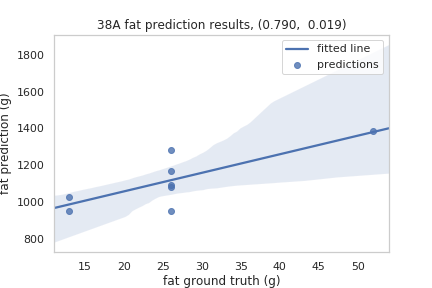 38A fat prediction results, (0.790,  0.019)
fitted line
predictions
fat prediction (g)
1800
1600
1400
1200
1000
800
15 20 25 30 35 40 45 50
fat ground truth (g)